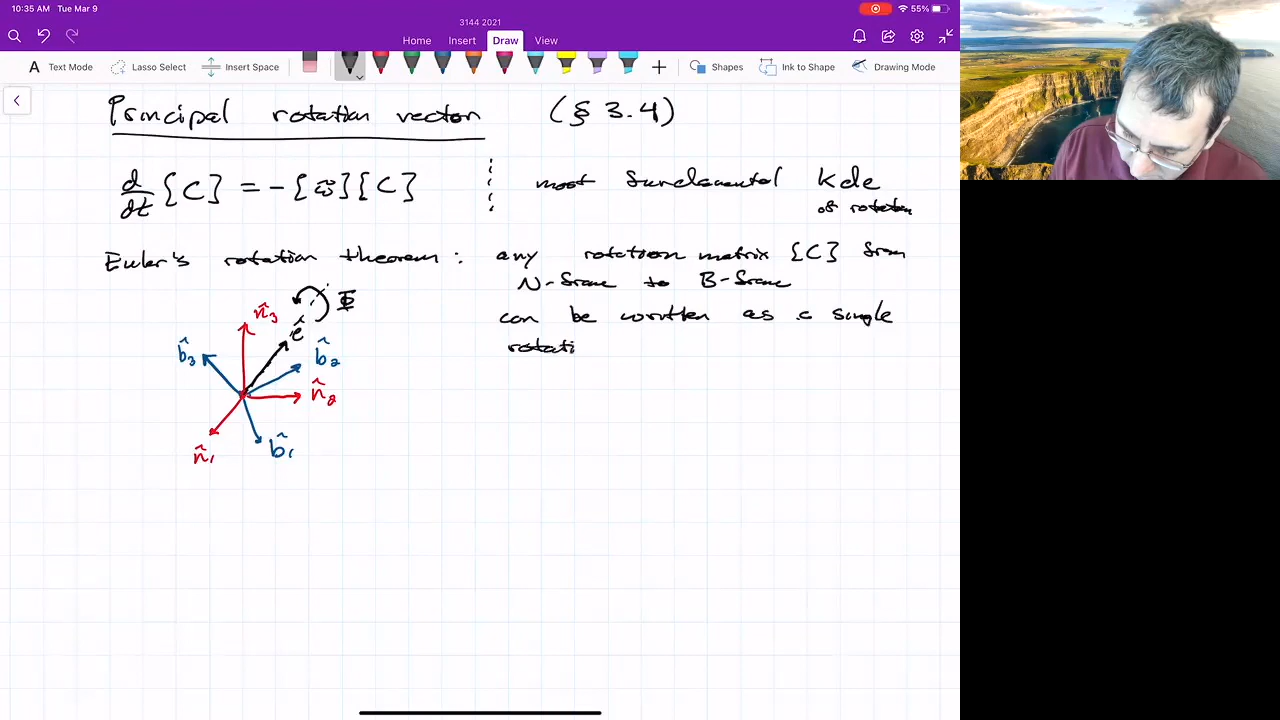 10:35 AM Tue Mar 9
55%
3144 2021
Home Insert Draw View
Text Mode Lasso Select Insert Space Shapes Ink to Shape Drawing Mode
Principal rotation vector (§ 3.4)
d/dt [C] = -[ω̃][C] most fundamental Kde
of rotation
Euler's rotation theorem: any rotation matrix [C] from
N-frame to B-frame
can be written as a single
rotati
Φ
n̂3
ê
b̂3
b̂2
n̂2
n̂1
b̂1